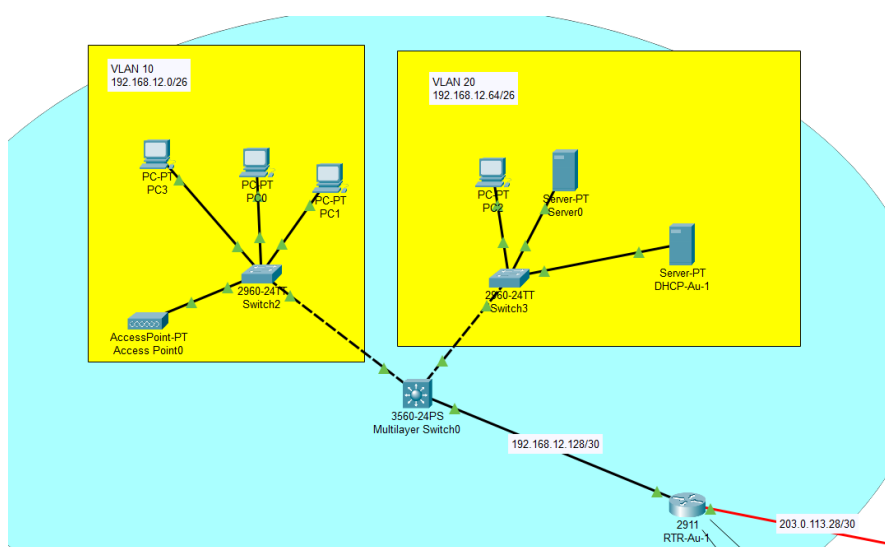 VLAN 10
192.168.12.0/26
VLAN 20
192.168.12.64/26
PC-PT
PC3
PC-PT
PC0
PC-PT
PC1
PC-PT
PC2
Server-PT
Server0
Server-PT
DHCP-Au-1
2960-24TT
Switch2
2960-24TT
Switch3
AccessPoint-PT
Access Point0
3560-24PS
Multilayer Switch0
192.168.12.128/30
2911
RTR-Au-1
203.0.113.28/30